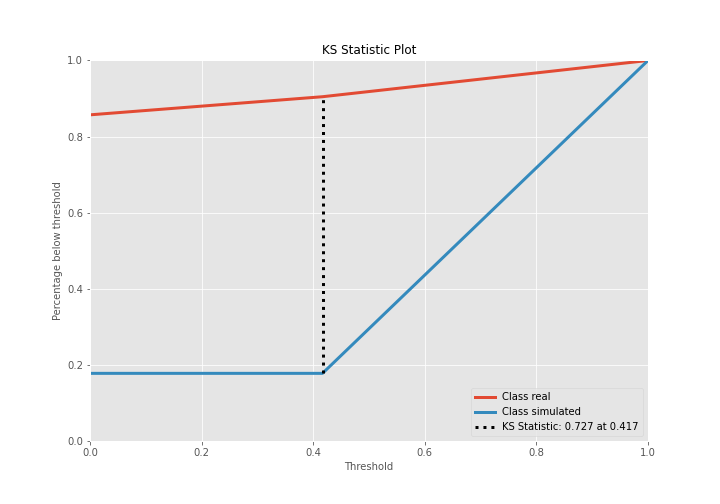 KS Statistic Plot
1.0
0.8
0.6
0.4
0.2
0.0
Percentage below threshold
0.0 0.2 0.4 0.6 0.8 1.0
Threshold
Class real
Class simulated
KS Statistic: 0.727 at 0.417